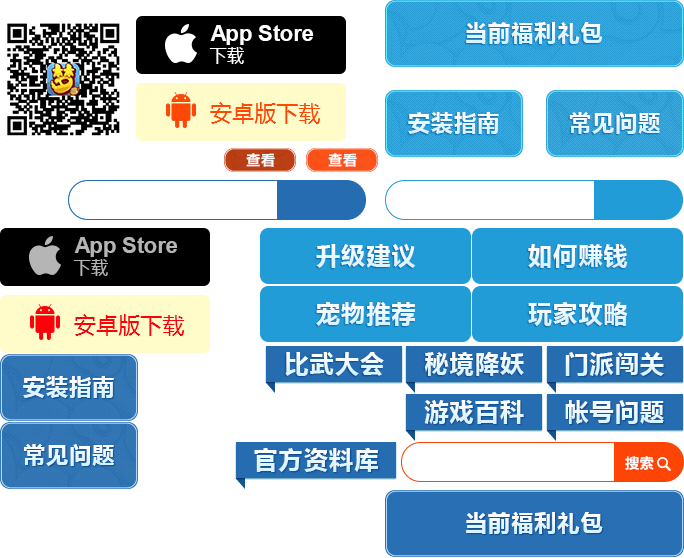 App Store
下载
当前福利礼包
安卓版下载
安装指南
常见问题
查看
查看
App Store
下载
升级建议
如何赚钱
安卓版下载
宠物推荐
玩家攻略
比武大会
秘境降妖
门派闯关
安装指南
游戏百科
帐号问题
常见问题
官方资料库
搜索
当前福利礼包